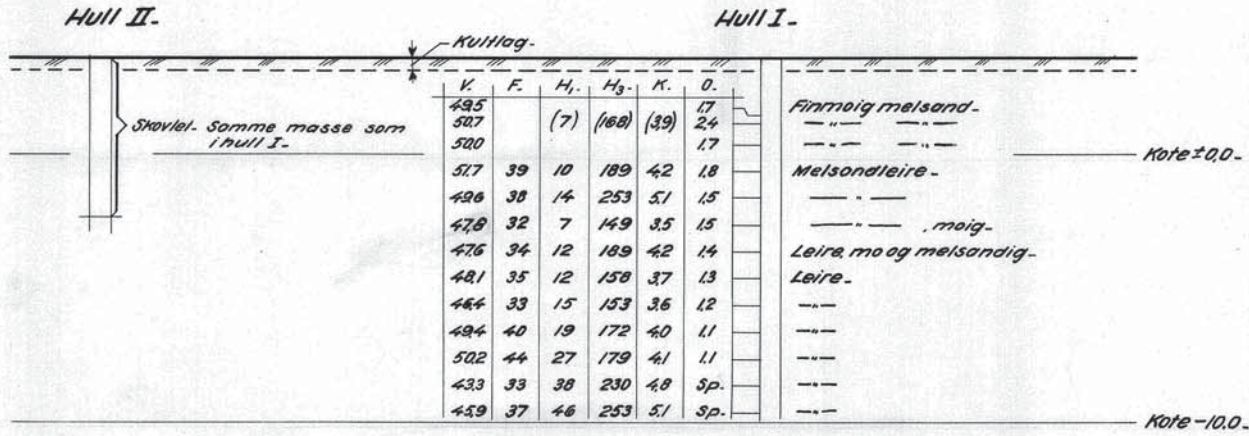 Hull II-
Hull I-
Kultlag-
V. F. H₁. H₃- K. O.
49,5 1,7 Finmoig melsand-
50,7 (7) (168) (3,9) 2,4 —"— —"—
50,0 1,7 —"— —"—
Skovlel- Somme masse som
i hull I-
Kote ± 0,0-
51,7 39 10 189 4,2 1,8 Melsandleire-
49,6 38 14 253 5,1 1,5 —"—
47,8 32 7 149 3,5 1,5 —"— , moig-
47,6 34 12 189 4,2 1,4 Leire, mo og melsandig-
48,1 35 12 158 3,7 1,3 Leire-
46,4 33 15 153 3,6 1,2 —"—
49,4 40 19 172 4,0 1,1 —"—
50,2 44 27 179 4,1 1,1 —"—
43,3 33 38 230 4,8 Sp. —"—
45,9 37 46 253 5,1 Sp. —"—
Kote -10,0-